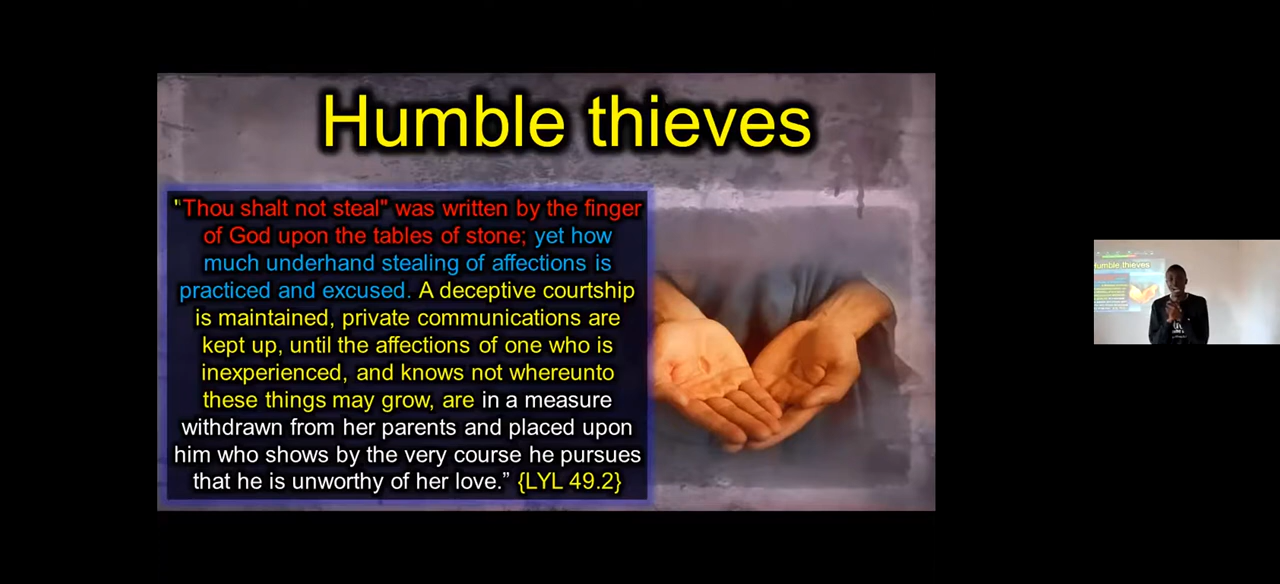 Humble thieves
"Thou shalt not steal" was written by the finger
of God upon the tables of stone; yet how
much underhand stealing of affections is
practiced and excused. A deceptive courtship
is maintained, private communications are
kept up, until the affections of one who is
inexperienced, and knows not whereunto
these things may grow, are in a measure
withdrawn from her parents and placed upon
him who shows by the very course he pursues
that he is unworthy of her love.” {LYL 49.2}
Humble thieves